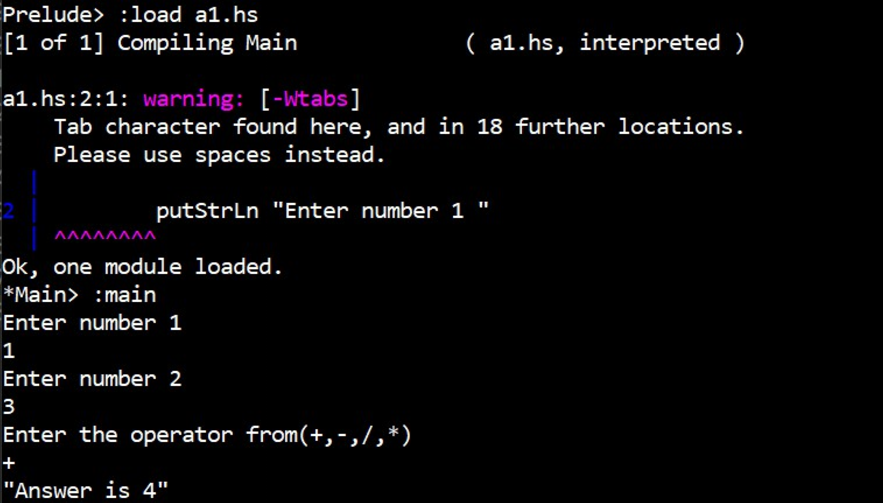 Prelude> :load a1.hs
[1 of 1] Compiling Main             ( a1.hs, interpreted )
a1.hs:2:1: warning: [-Wtabs]
    Tab character found here, and in 18 further locations.
    Please use spaces instead.
  |
2 |         putStrLn "Enter number 1 "
  | ^^^^^^^^
Ok, one module loaded.
*Main> :main
Enter number 1
1
Enter number 2
3
Enter the operator from(+,-,/,*)
+
"Answer is 4"